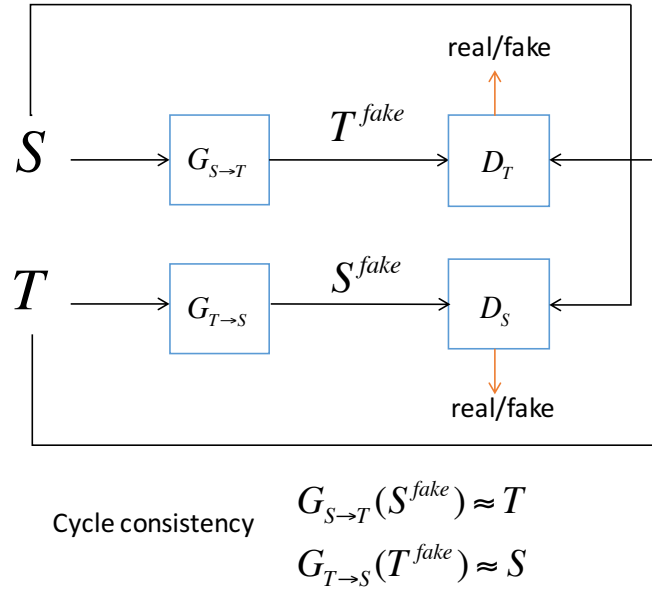 real/fake
T^{fake}
S
G_{S→T}
D_T
S^{fake}
T
G_{T→S}
D_S
real/fake
Cycle consistency
G_{S→T}(S^{fake}) ≈ T
G_{T→S}(T^{fake}) ≈ S